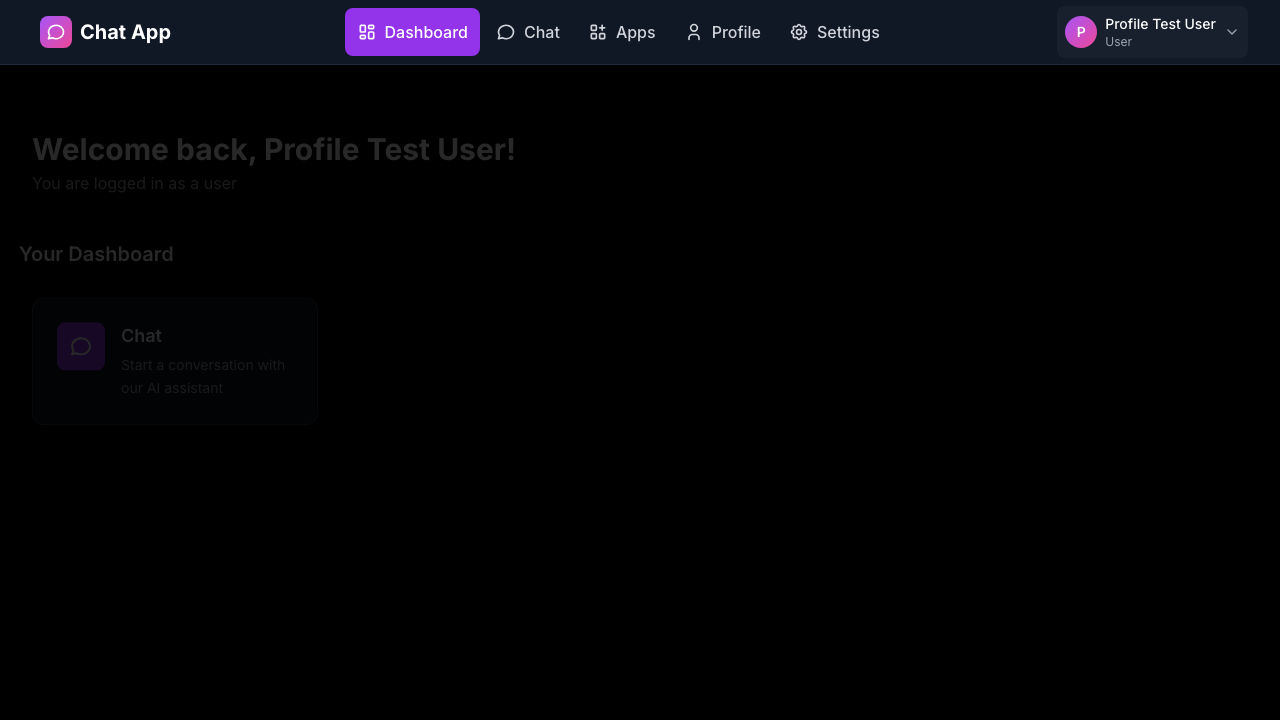 Chat App
Dashboard
Chat
Apps
Profile
Settings
P
Profile Test User
User
Welcome back, Profile Test User!
You are logged in as a user
Your Dashboard
Chat
Start a conversation with
our AI assistant